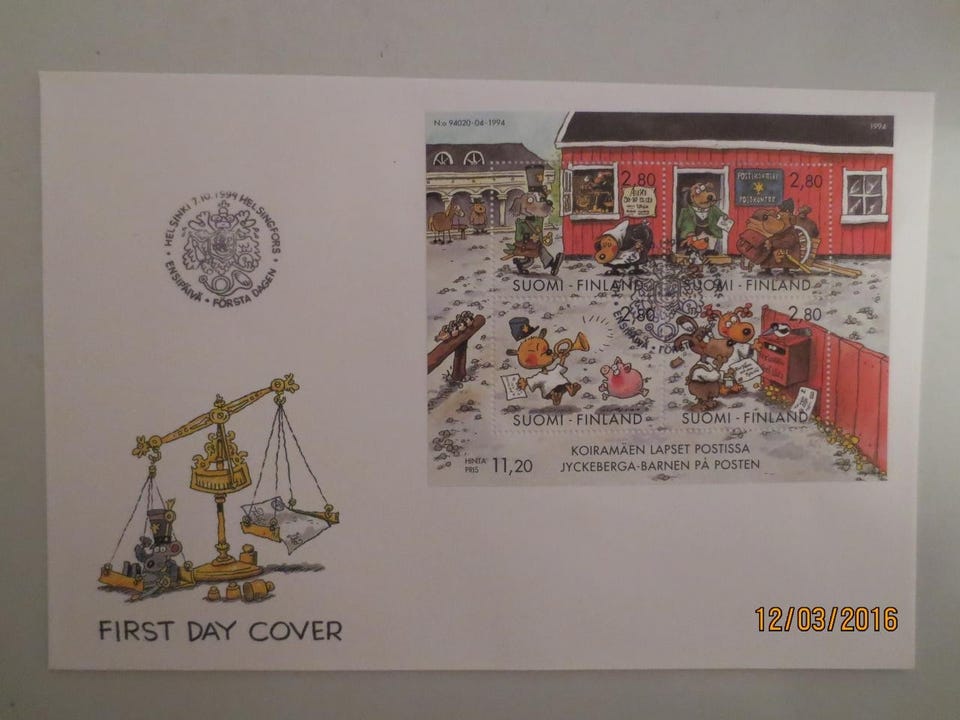 N:o 94020-04-1994
1994
HELSINKI 7.10.1994 HELSINGFORS
ENSIPÄIVÄ • FÖRSTA DAGEN
2,80
POSTIKONTTORI
POSTKONTOR
2,80
SUOMI - FINLAND
SUOMI - FINLAND
2,80
2,80
SUOMI - FINLAND
SUOMI - FINLAND
HINTA
PRIS 11,20
KOIRAMÄEN LAPSET POSTISSA
JYCKEBERGA-BARNEN PÅ POSTEN
FIRST DAY COVER
12/03/2016